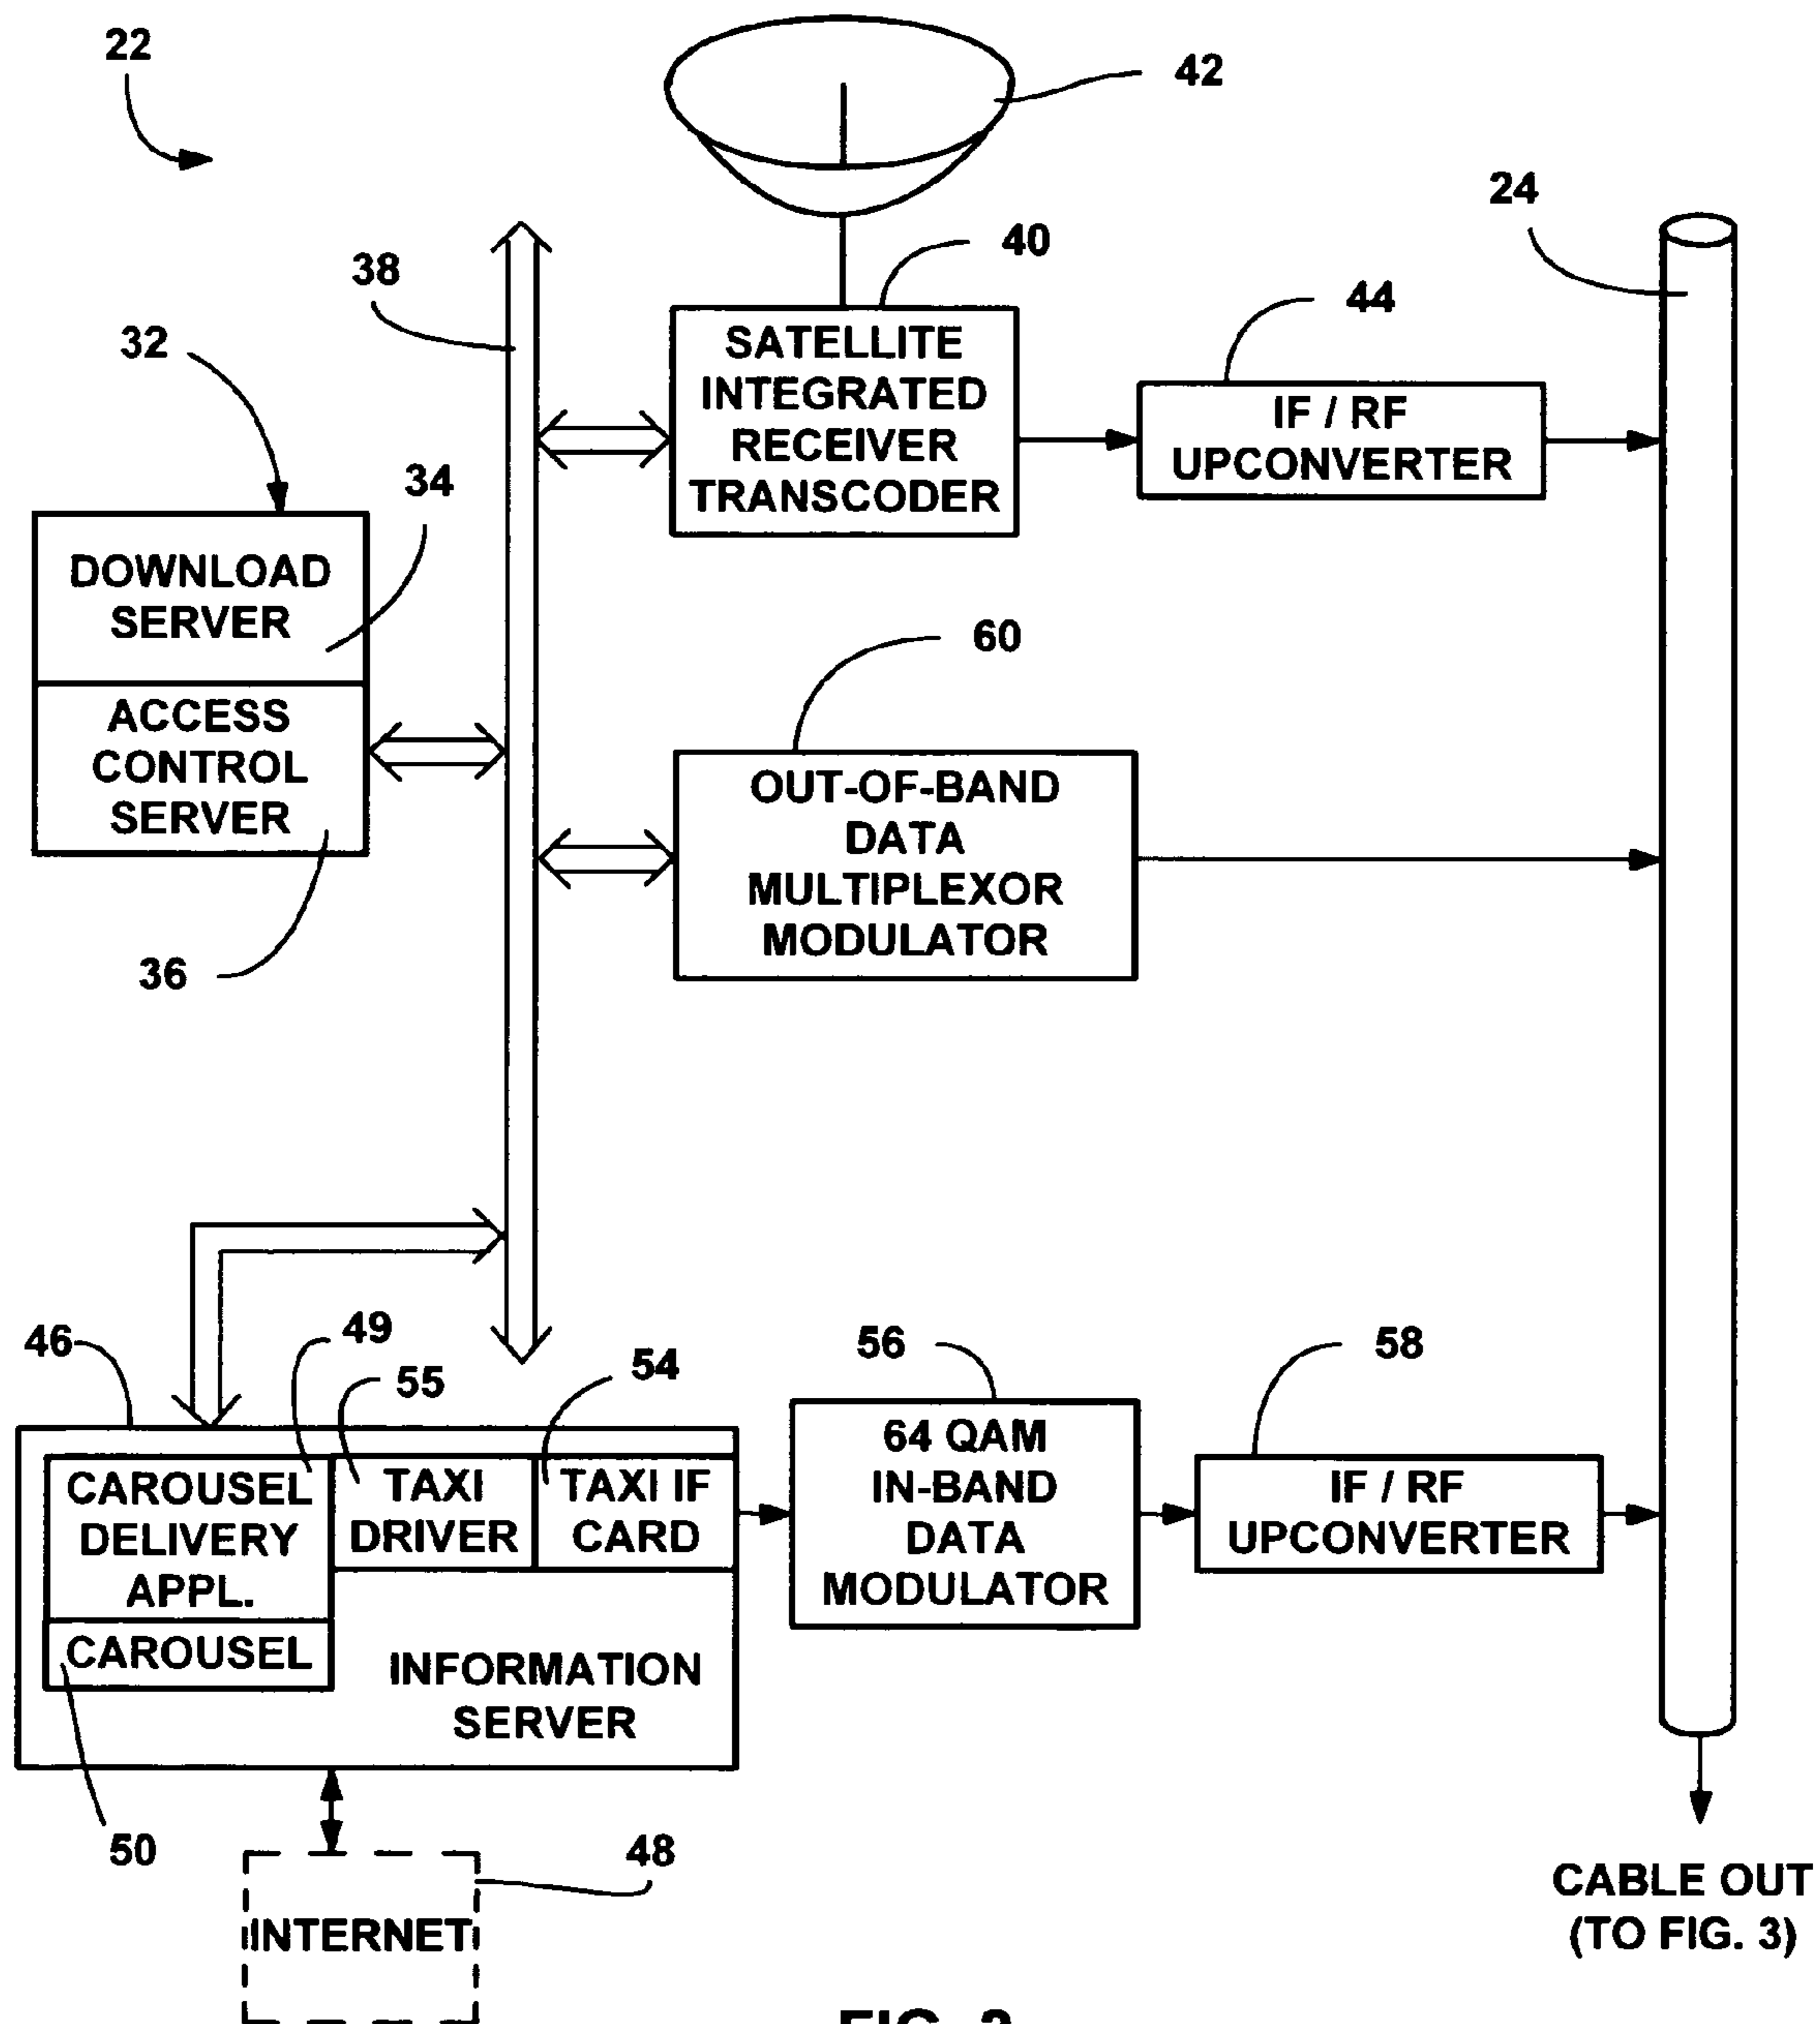 22
42
24
40
38
44
32
SATELLITE
INTEGRATED
RECEIVER
TRANSCODER
IF / RF
UPCONVERTER
34
DOWNLOAD
SERVER
60
ACCESS
CONTROL
SERVER
OUT-OF-BAND
DATA
MULTIPLEXOR
MODULATOR
36
46
49
55
54
56
58
CAROUSEL
DELIVERY
APPL.
TAXI
DRIVER
TAXI IF
CARD
64 QAM
IN-BAND
DATA
MODULATOR
IF / RF
UPCONVERTER
CAROUSEL
INFORMATION
SERVER
50
48
INTERNET
CABLE OUT
(TO FIG. 3)